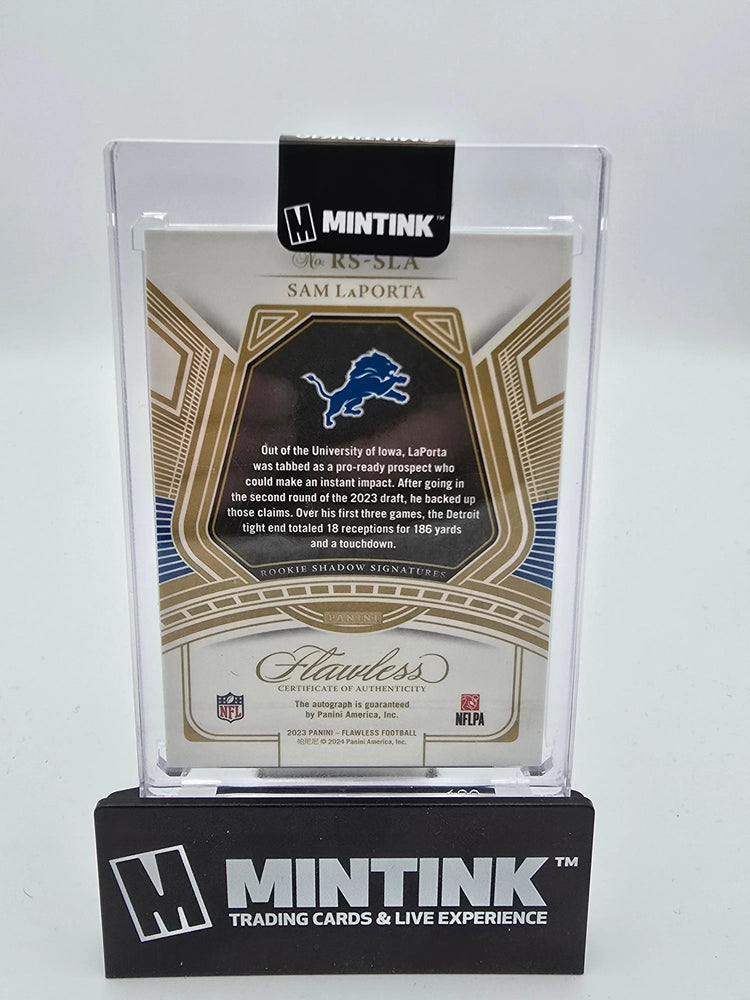 M MINTINK™
No. RS-SLA
SAM LAPORTA
Out of the University of Iowa, LaPorta
was tabbed as a pro-ready prospect who
could make an instant impact. After going in
the second round of the 2023 draft, he backed up
those claims. Over his first three games, the Detroit
tight end totaled 18 receptions for 186 yards
and a touchdown.
ROOKIE SHADOW SIGNATURES
PANINI
Flawless
CERTIFICATE OF AUTHENTICITY
The autograph is guaranteed
by Panini America, Inc.
NFL
NFLPA
2023 PANINI – FLAWLESS FOOTBALL
帕尼尼 © 2024 Panini America, Inc.
M MINTINK™
TRADING CARDS & LIVE EXPERIENCE